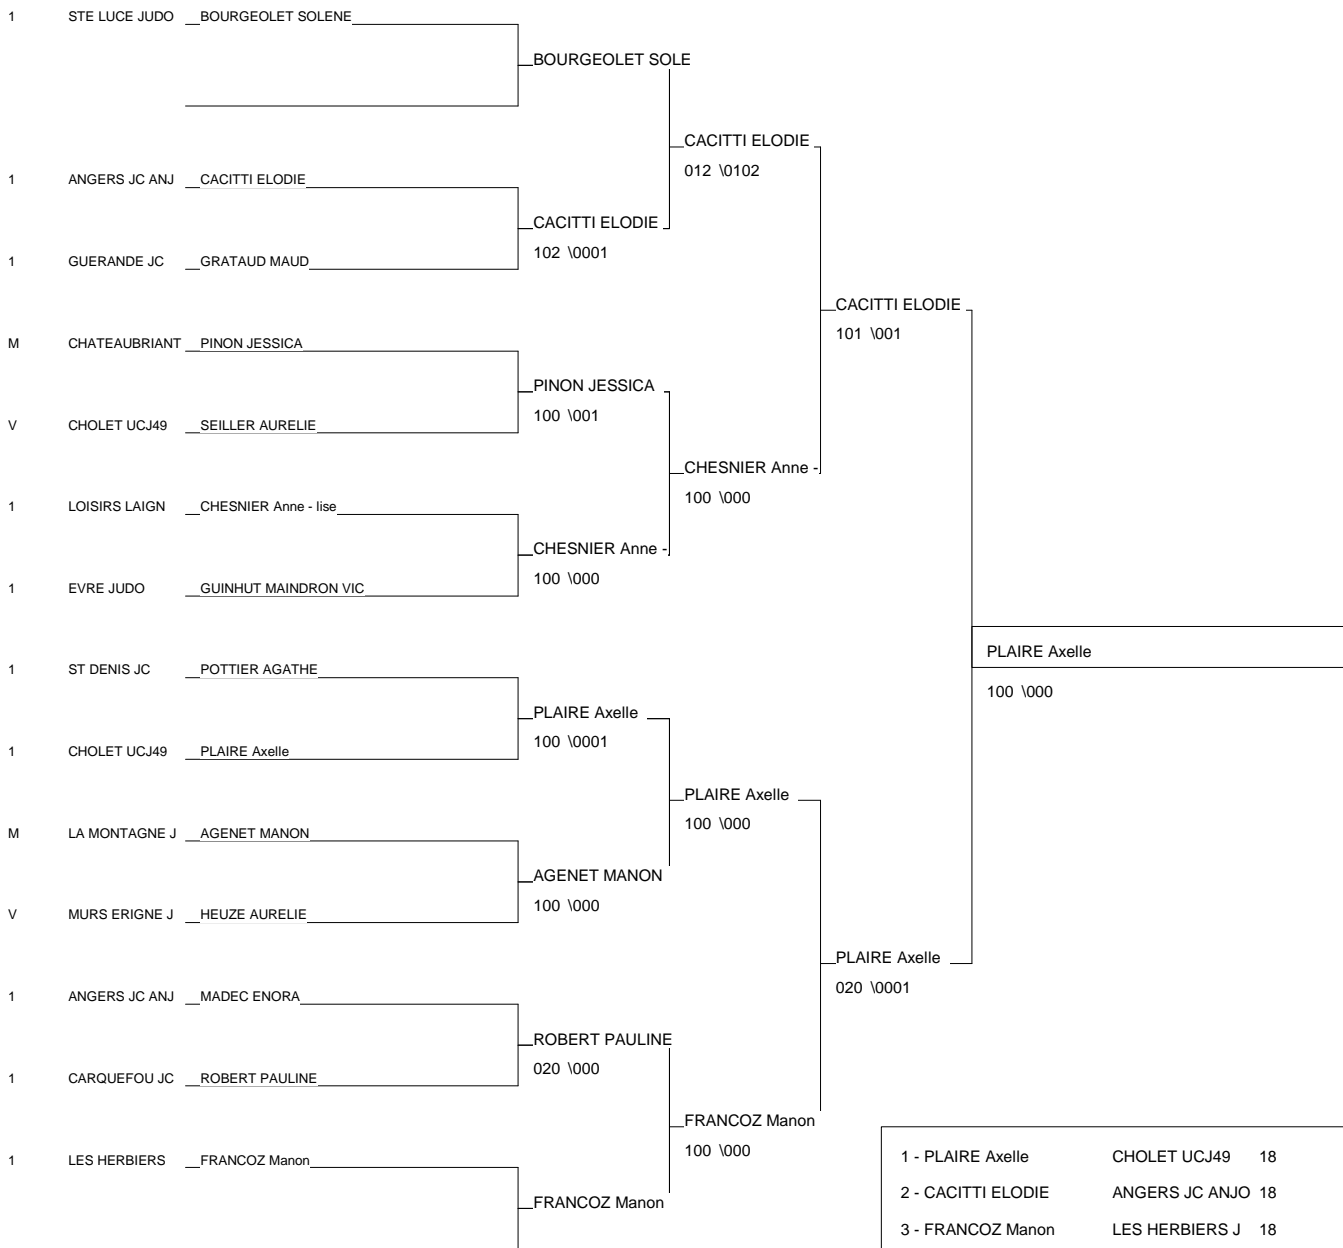 1 STE LUCE JUDO BOURGEOLET SOLENE
BOURGEOLET SOLE
CACITTI ELODIE
012 \0102
1 ANGERS JC ANJ CACITTI ELODIE
CACITTI ELODIE
102 \0001
1 GUERANDE JC GRATAUD MAUD
CACITTI ELODIE
101 \001
M CHATEAUBRIANT PINON JESSICA
PINON JESSICA
100 \001
V CHOLET UCJ49 SEILLER AURELIE
CHESNIER Anne -
100 \000
1 LOISIRS LAIGN CHESNIER Anne - lise
CHESNIER Anne -
100 \000
1 EVRE JUDO GUINHUT MAINDRON VIC
PLAIRE Axelle
100 \000
1 ST DENIS JC POTTIER AGATHE
PLAIRE Axelle
100 \0001
1 CHOLET UCJ49 PLAIRE Axelle
PLAIRE Axelle
100 \000
M LA MONTAGNE J AGENET MANON
AGENET MANON
100 \000
V MURS ERIGNE J HEUZE AURELIE
PLAIRE Axelle
020 \0001
1 ANGERS JC ANJ MADEC ENORA
ROBERT PAULINE
020 \000
1 CARQUEFOU JC ROBERT PAULINE
FRANCOZ Manon
100 \000
1 LES HERBIERS FRANCOZ Manon
FRANCOZ Manon
1 - PLAIRE Axelle CHOLET UCJ49 18
2 - CACITTI ELODIE ANGERS JC ANJO 18
3 - FRANCOZ Manon LES HERBIERS J 18